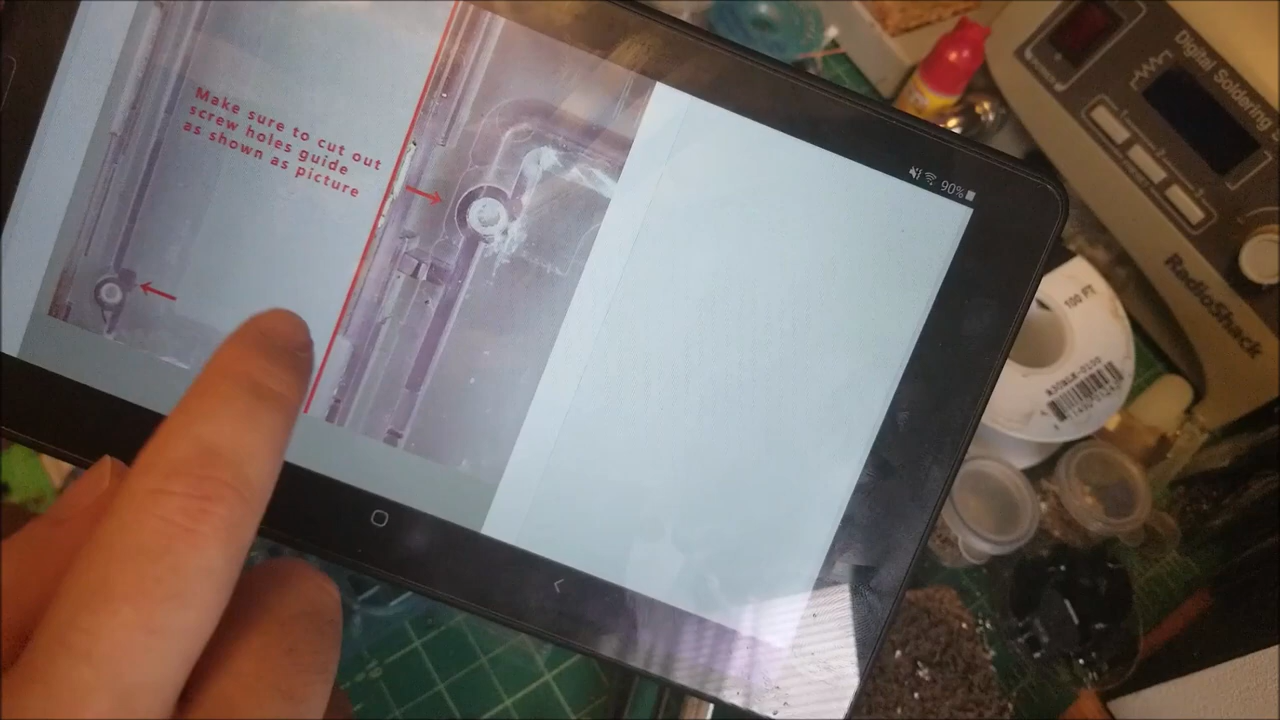 Make sure to cut out
screw holes guide
as shown as picture
90%
Digital Soldering
RadioShack
100 FT